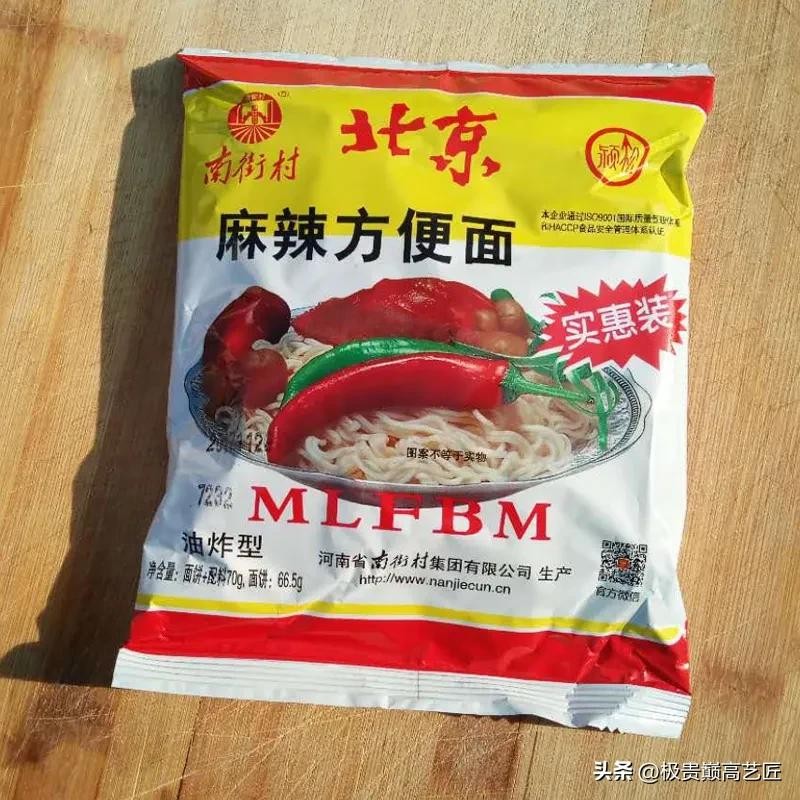 南街村
北京
颍松
麻辣方便面
本企业通过ISO9001国际质量管理体系
和HACCP食品安全管理体系认证
实惠装
图案不等于实物
7232
MLFBM
油炸型
净含量：面饼+配料70g，面饼：66.5g
河南省南街村集团有限公司 生产
http://www.nanjiecun.cn
官方微信
头条 @极贵巅高艺匠